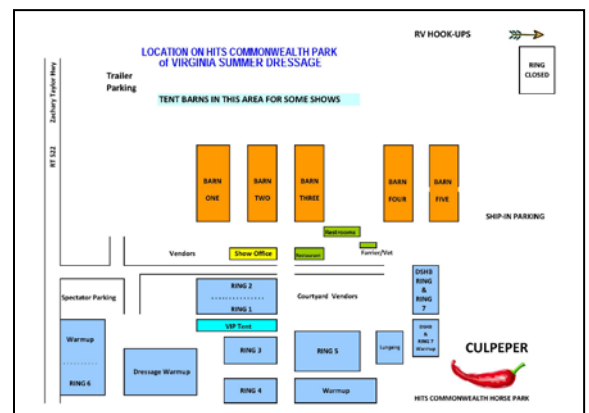 RV HOOK-UPS
LOCATION ON HITS COMMONWEALTH PARK
of VIRGINIA SUMMER DRESSAGE
RING
CLOSED
Trailer
Parking
Zachary Taylor Hwy
TENT BARNS IN THIS AREA FOR SOME SHOWS
RT 522
BARN
ONE
BARN
TWO
BARN
THREE
BARN
FOUR
BARN
FIVE
SHIP-IN PARKING
Restrooms
Vendors
Show Office
Restaurant
Farrier/Vet
RING 2
RING 1
Courtyard Vendors
DSHB
RING
&
RING
7
Spectator Parking
VIP Tent
Warmup
RING 6
Dressage Warmup
RING 3
RING 4
RING 5
Warmup
Lungeing
DSHB
&
RING 7
Warmup
CULPEPER
HITS COMMONWEALTH HORSE PARK